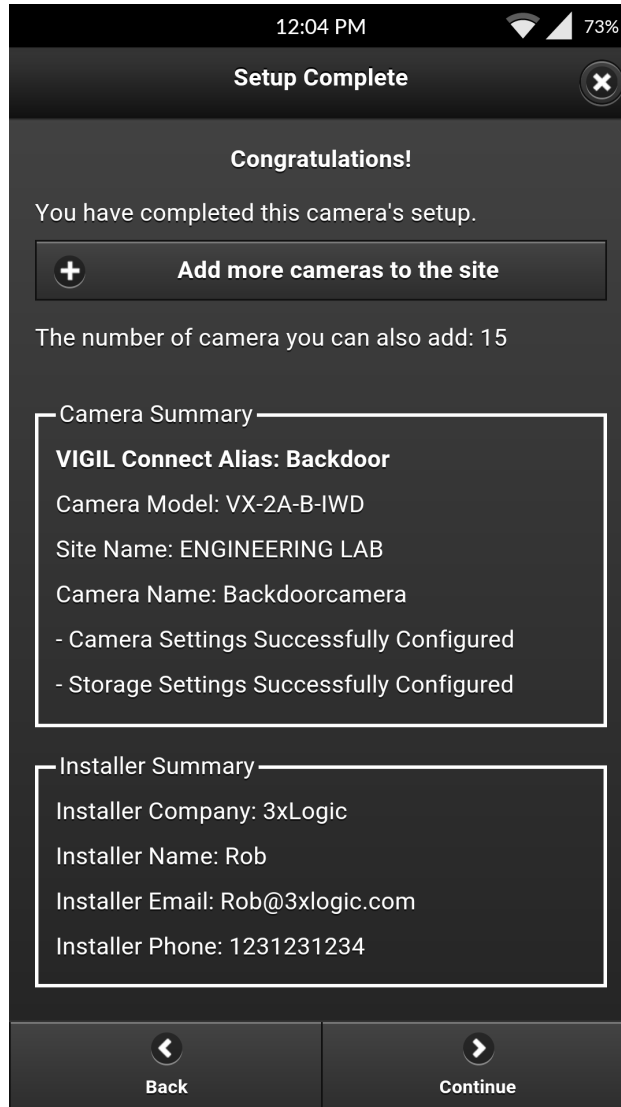 12:04 PM 73%
Setup Complete
Congratulations!
You have completed this camera's setup.
Add more cameras to the site
The number of camera you can also add: 15
Camera Summary
VIGIL Connect Alias: Backdoor
Camera Model: VX-2A-B-IWD
Site Name: ENGINEERING LAB
Camera Name: Backdoorcamera
- Camera Settings Successfully Configured
- Storage Settings Successfully Configured
Installer Summary
Installer Company: 3xLogic
Installer Name: Rob
Installer Email: Rob@3xlogic.com
Installer Phone: 1231231234
Back Continue